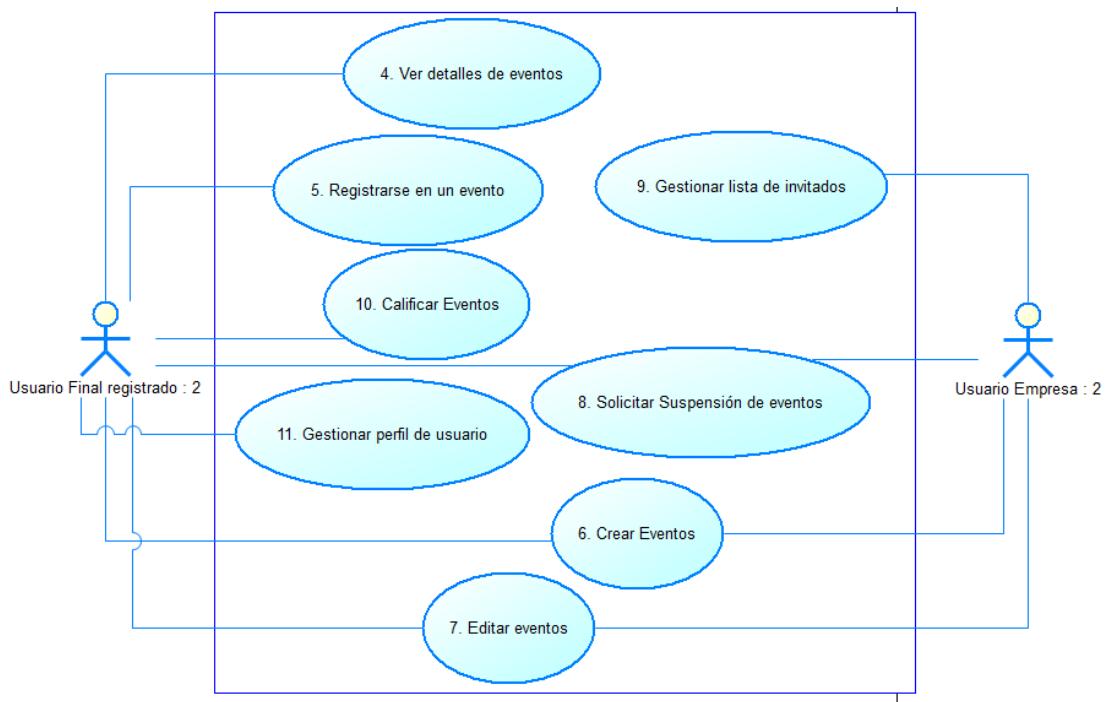 4. Ver detalles de eventos
5. Registrarse en un evento
9. Gestionar lista de invitados
10. Calificar Eventos
Usuario Final registrado : 2
Usuario Empresa : 2
8. Solicitar Suspensión de eventos
11. Gestionar perfil de usuario
6. Crear Eventos
7. Editar eventos